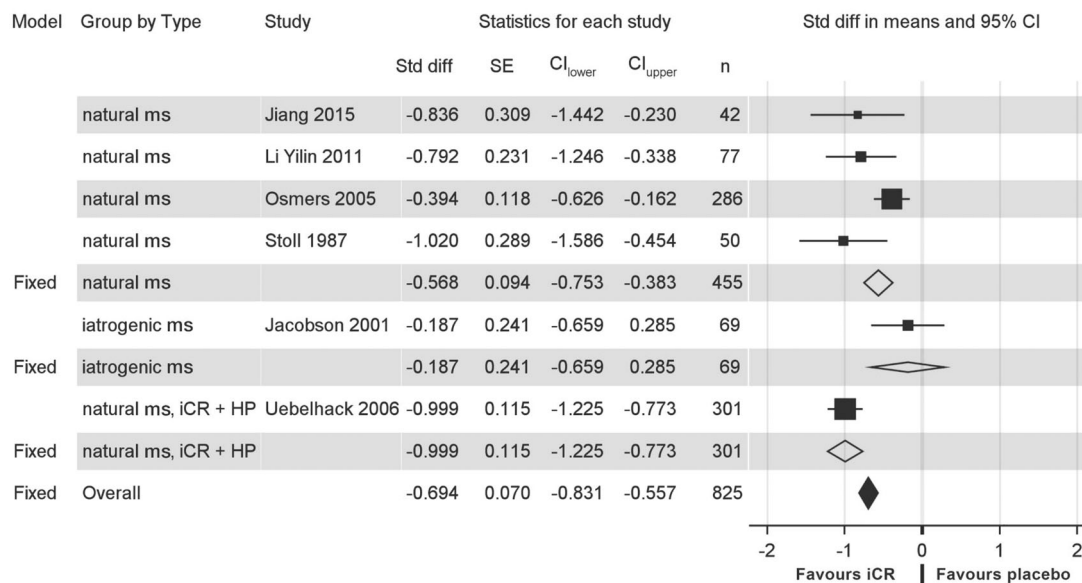 Model Group by Type Study Statistics for each study Std diff in means and 95% CI
Std diff SE CIlower CIupper n
natural ms Jiang 2015 -0.836 0.309 -1.442 -0.230 42
natural ms Li Yilin 2011 -0.792 0.231 -1.246 -0.338 77
natural ms Osmers 2005 -0.394 0.118 -0.626 -0.162 286
natural ms Stoll 1987 -1.020 0.289 -1.586 -0.454 50
Fixed natural ms -0.568 0.094 -0.753 -0.383 455
iatrogenic ms Jacobson 2001 -0.187 0.241 -0.659 0.285 69
Fixed iatrogenic ms -0.187 0.241 -0.659 0.285 69
natural ms, iCR + HP Uebelhack 2006 -0.999 0.115 -1.225 -0.773 301
Fixed natural ms, iCR + HP -0.999 0.115 -1.225 -0.773 301
Fixed Overall -0.694 0.070 -0.831 -0.557 825
-2 -1 0 1 2
Favours iCR Favours placebo